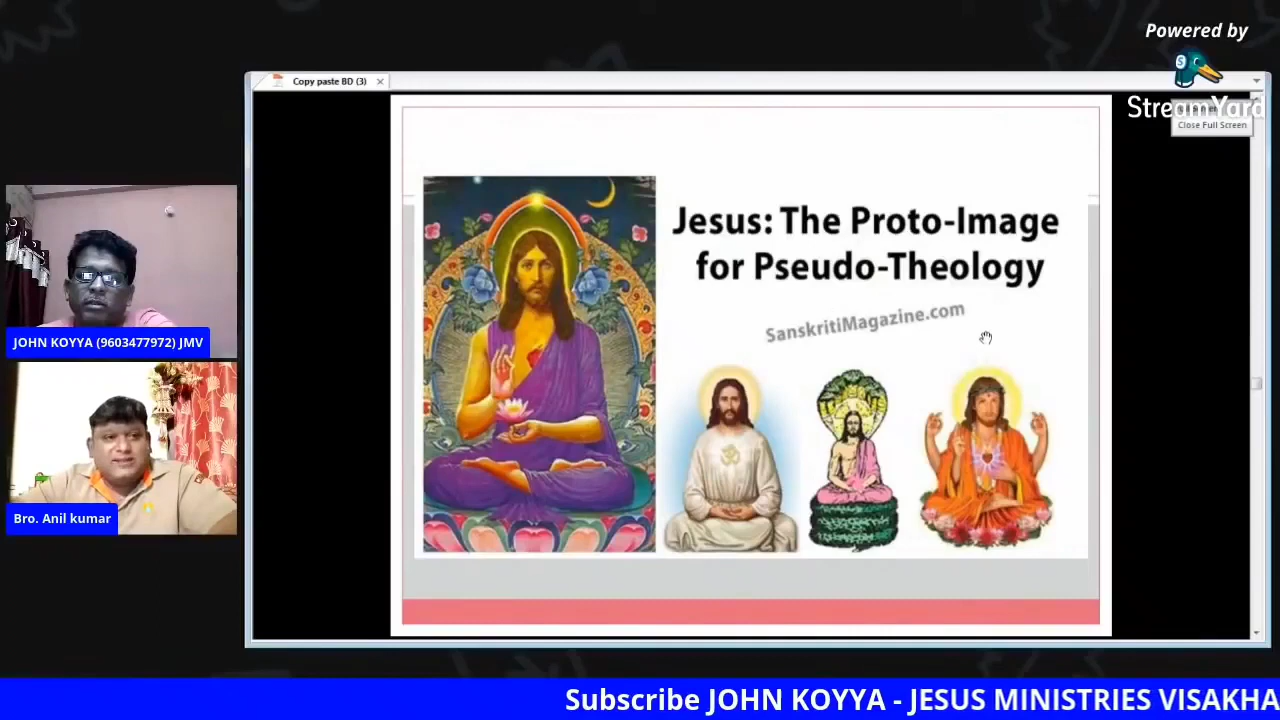 Powered by
S
StreamYard
Copy paste BD (3)
Close Full Screen
Jesus: The Proto-Image
for Pseudo-Theology
SanskritiMagazine.com
ॐ
JOHN KOYYA (9603477972) JMV
Bro. Anil kumar
Subscribe JOHN KOYYA - JESUS MINISTRIES VISAKHA